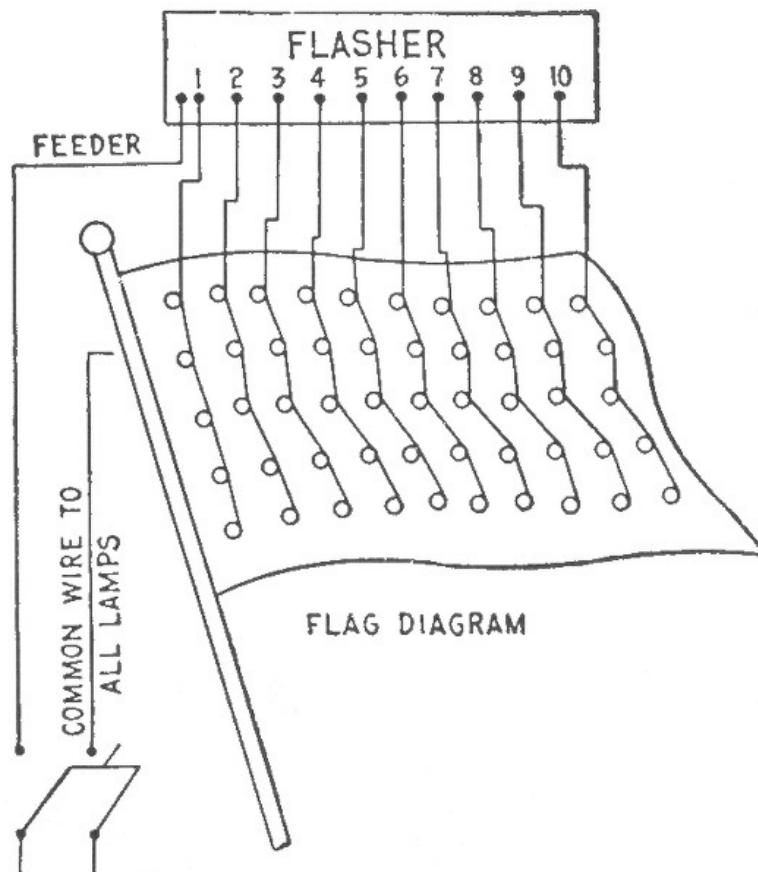 FLASHER
1 2 3 4 5 6 7 8 9 10
FEEDER
COMMON WIRE TO
ALL LAMPS
FLAG DIAGRAM